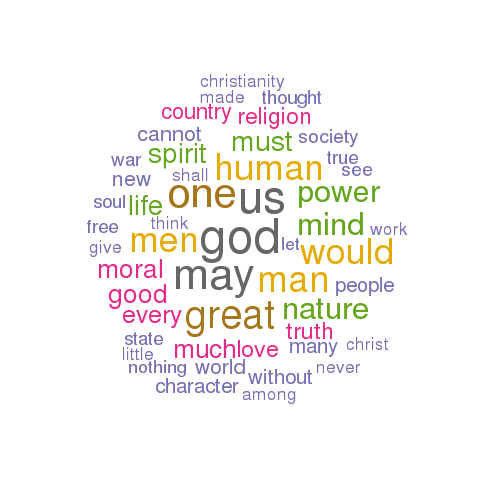 christianity
made thought
country religion
cannot must society
war spirit human true
new shall see
soul life one us power
free think mind work
give men god let would
moral may man people
good great nature
every truth
state much love many christ
little
nothing world without never
character among